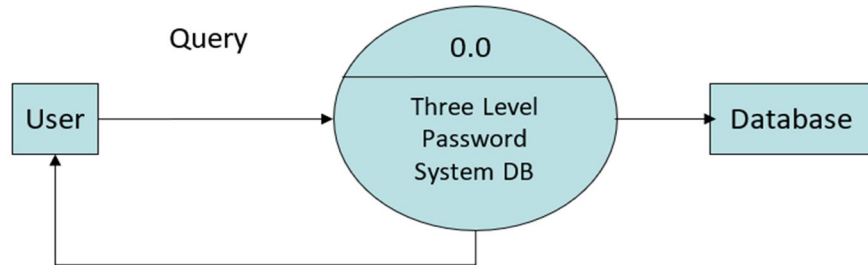 Query
0.0
User
Three Level
Password
System DB
Database